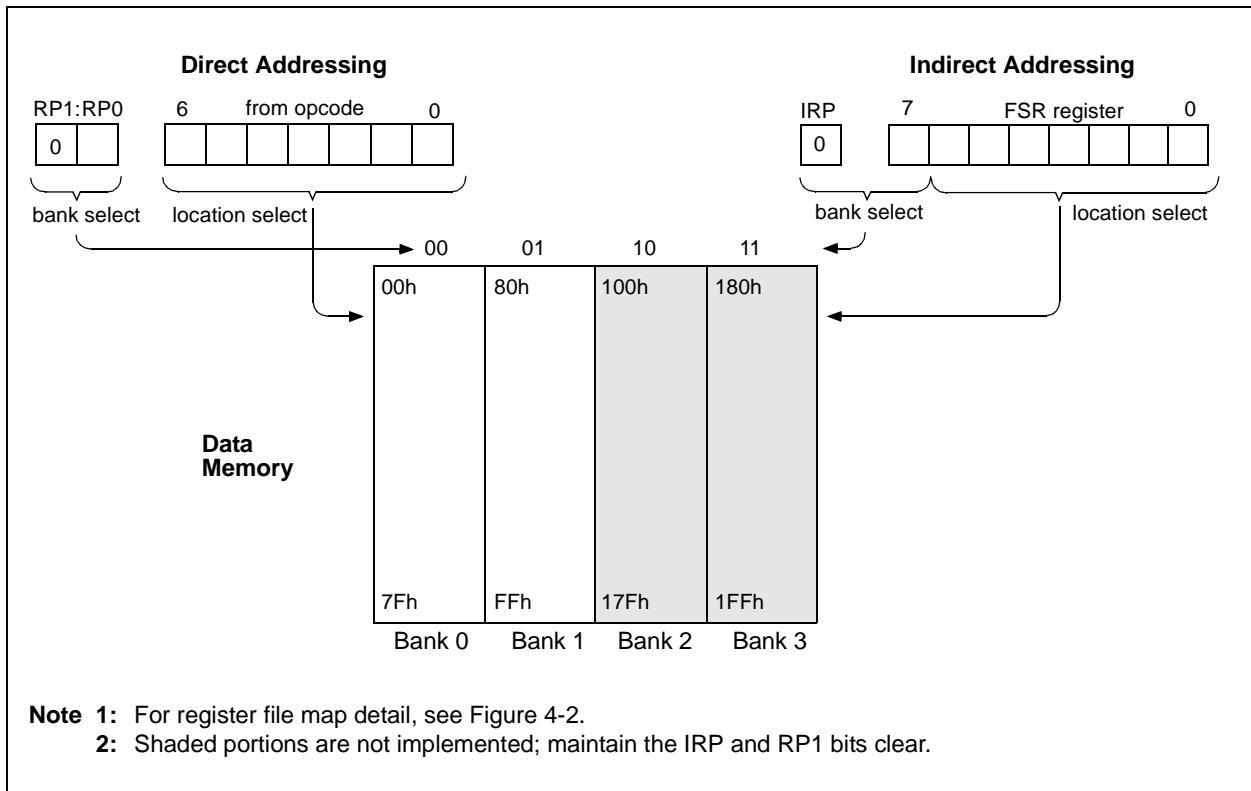 Direct Addressing
RP1:RP0 6 from opcode 0
0
bank select location select
Indirect Addressing
IRP 7 FSR register 0
0
bank select location select
00 01 10 11
00h 80h 100h 180h
Data
Memory
7Fh FFh 17Fh 1FFh
Bank 0 Bank 1 Bank 2 Bank 3
Note 1: For register file map detail, see Figure 4-2.
2: Shaded portions are not implemented; maintain the IRP and RP1 bits clear.